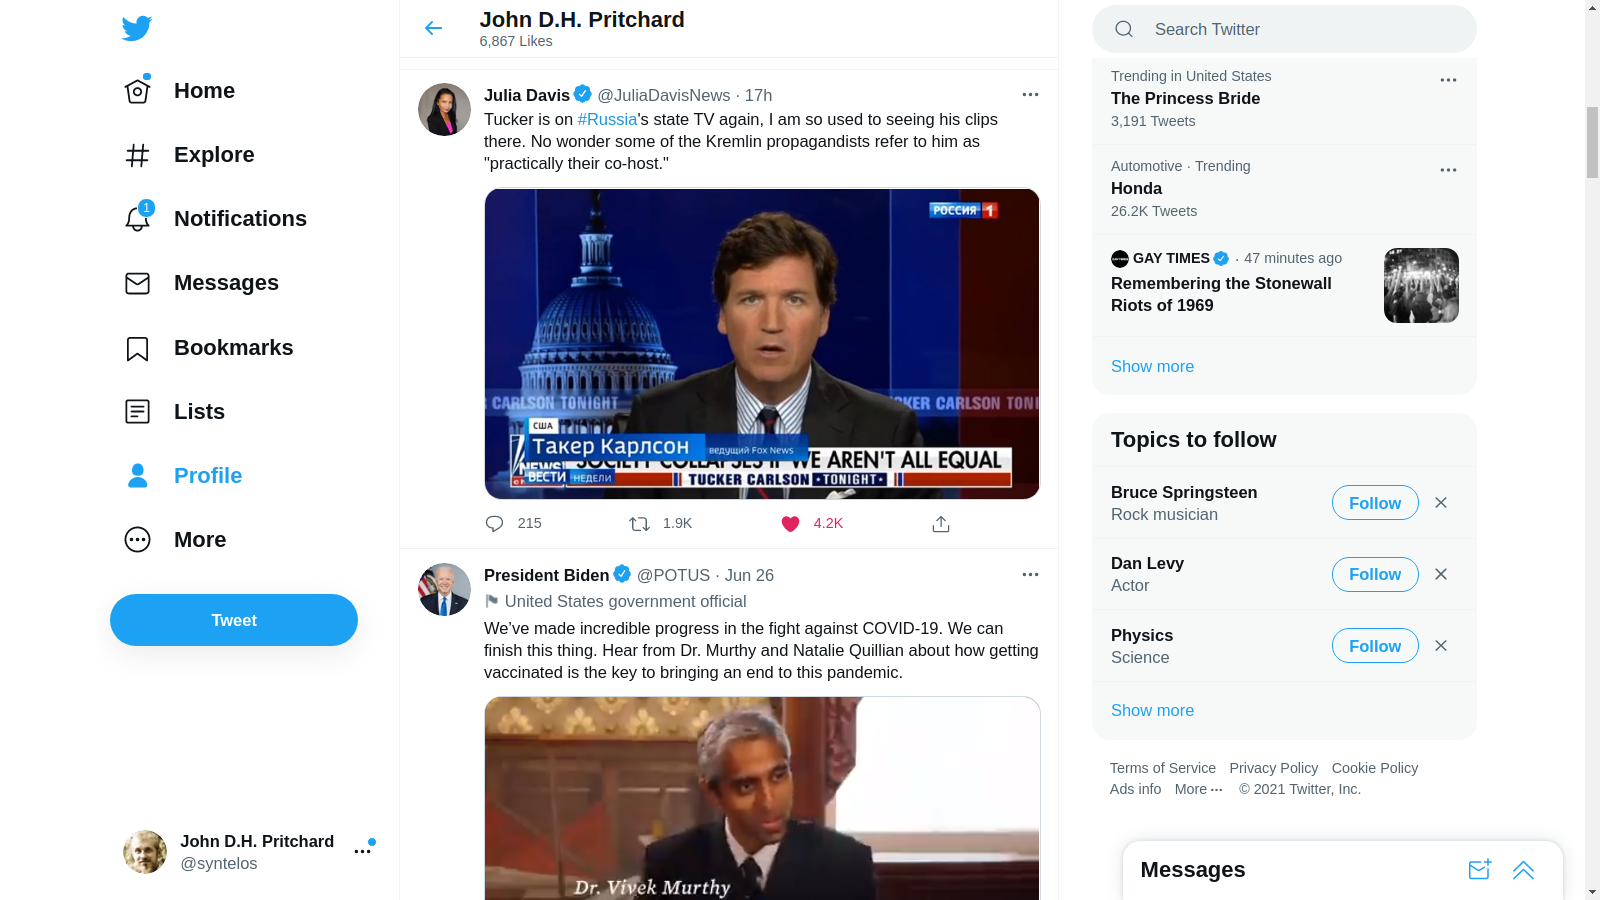 Home
Explore
1
Notifications
Messages
Bookmarks
Lists
Profile
More
Tweet
John D.H. Pritchard
@syntelos
John D.H. Pritchard
6,867 Likes
Julia Davis @JuliaDavisNews · 17h
Tucker is on #Russia's state TV again, I am so used to seeing his clips
there. No wonder some of the Kremlin propagandists refer to him as
"practically their co-host."
РОССИЯ 1
CARLSON TONIGHT
CARLSON TONI
США
Такер Карлсон
ведущий Fox News
SOCIETY COLLAPSES IF WE AREN'T ALL EQUAL
NEWS
ВЕСТИ НЕДЕЛИ
TUCKER CARLSON TONIGHT
215
1.9K
4.2K
President Biden @POTUS · Jun 26
United States government official
We've made incredible progress in the fight against COVID-19. We can
finish this thing. Hear from Dr. Murthy and Natalie Quillian about how getting
vaccinated is the key to bringing an end to this pandemic.
Dr. Vivek Murthy
Search Twitter
Trending in United States
The Princess Bride
3,191 Tweets
Automotive · Trending
Honda
26.2K Tweets
GAY TIMES · 47 minutes ago
Remembering the Stonewall
Riots of 1969
Show more
Topics to follow
Bruce Springsteen
Rock musician
Follow
Dan Levy
Actor
Follow
Physics
Science
Follow
Show more
Terms of Service Privacy Policy Cookie Policy
Ads info More ··· © 2021 Twitter, Inc.
Messages